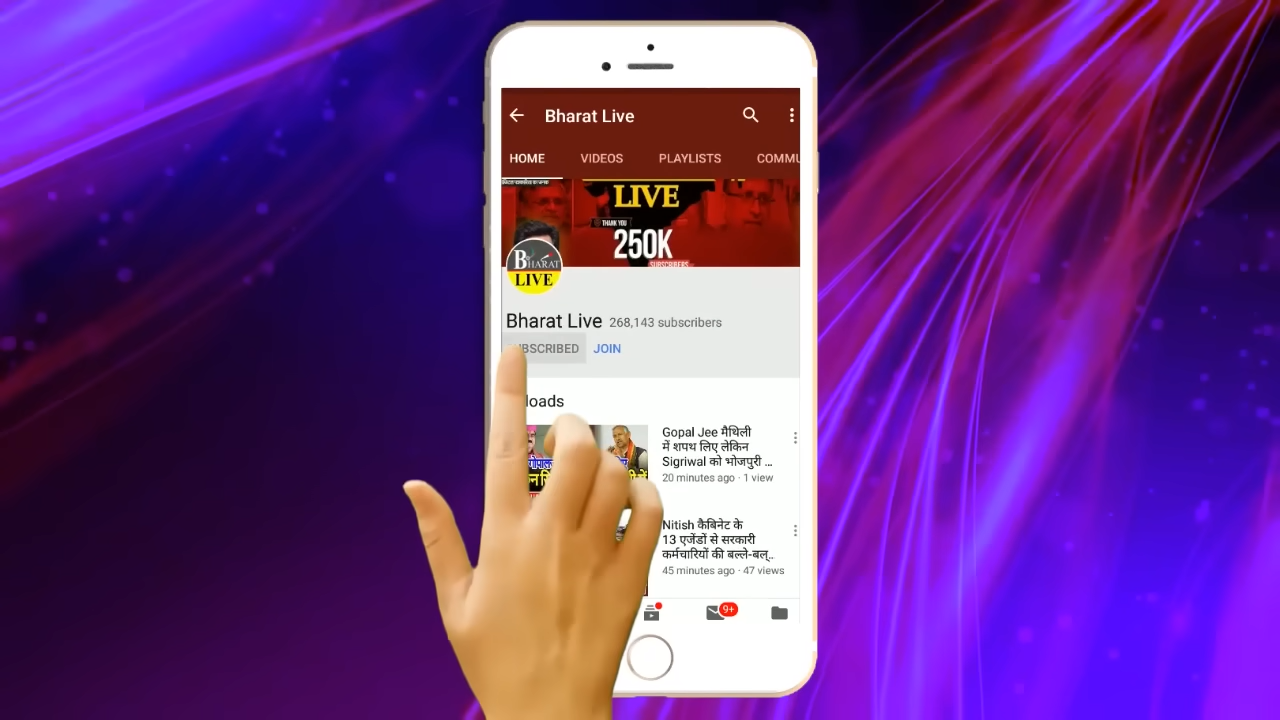 Bharat Live
HOME VIDEOS PLAYLISTS COMMU
LIVE
THANK YOU
250K
SUBSCRIBERS
BHARAT
LIVE
Bharat Live 268,143 subscribers
UBSCRIBED JOIN
loads
Gopal Jee मैथिली
में शपथ लिए लेकिन
Sigriwal को भोजपुरी ...
20 minutes ago · 1 view
Nitish कैबिनेट के
13 एजेंडों से सरकारी
कर्मचारियों की बल्ले-बल्..
45 minutes ago · 47 views
9+